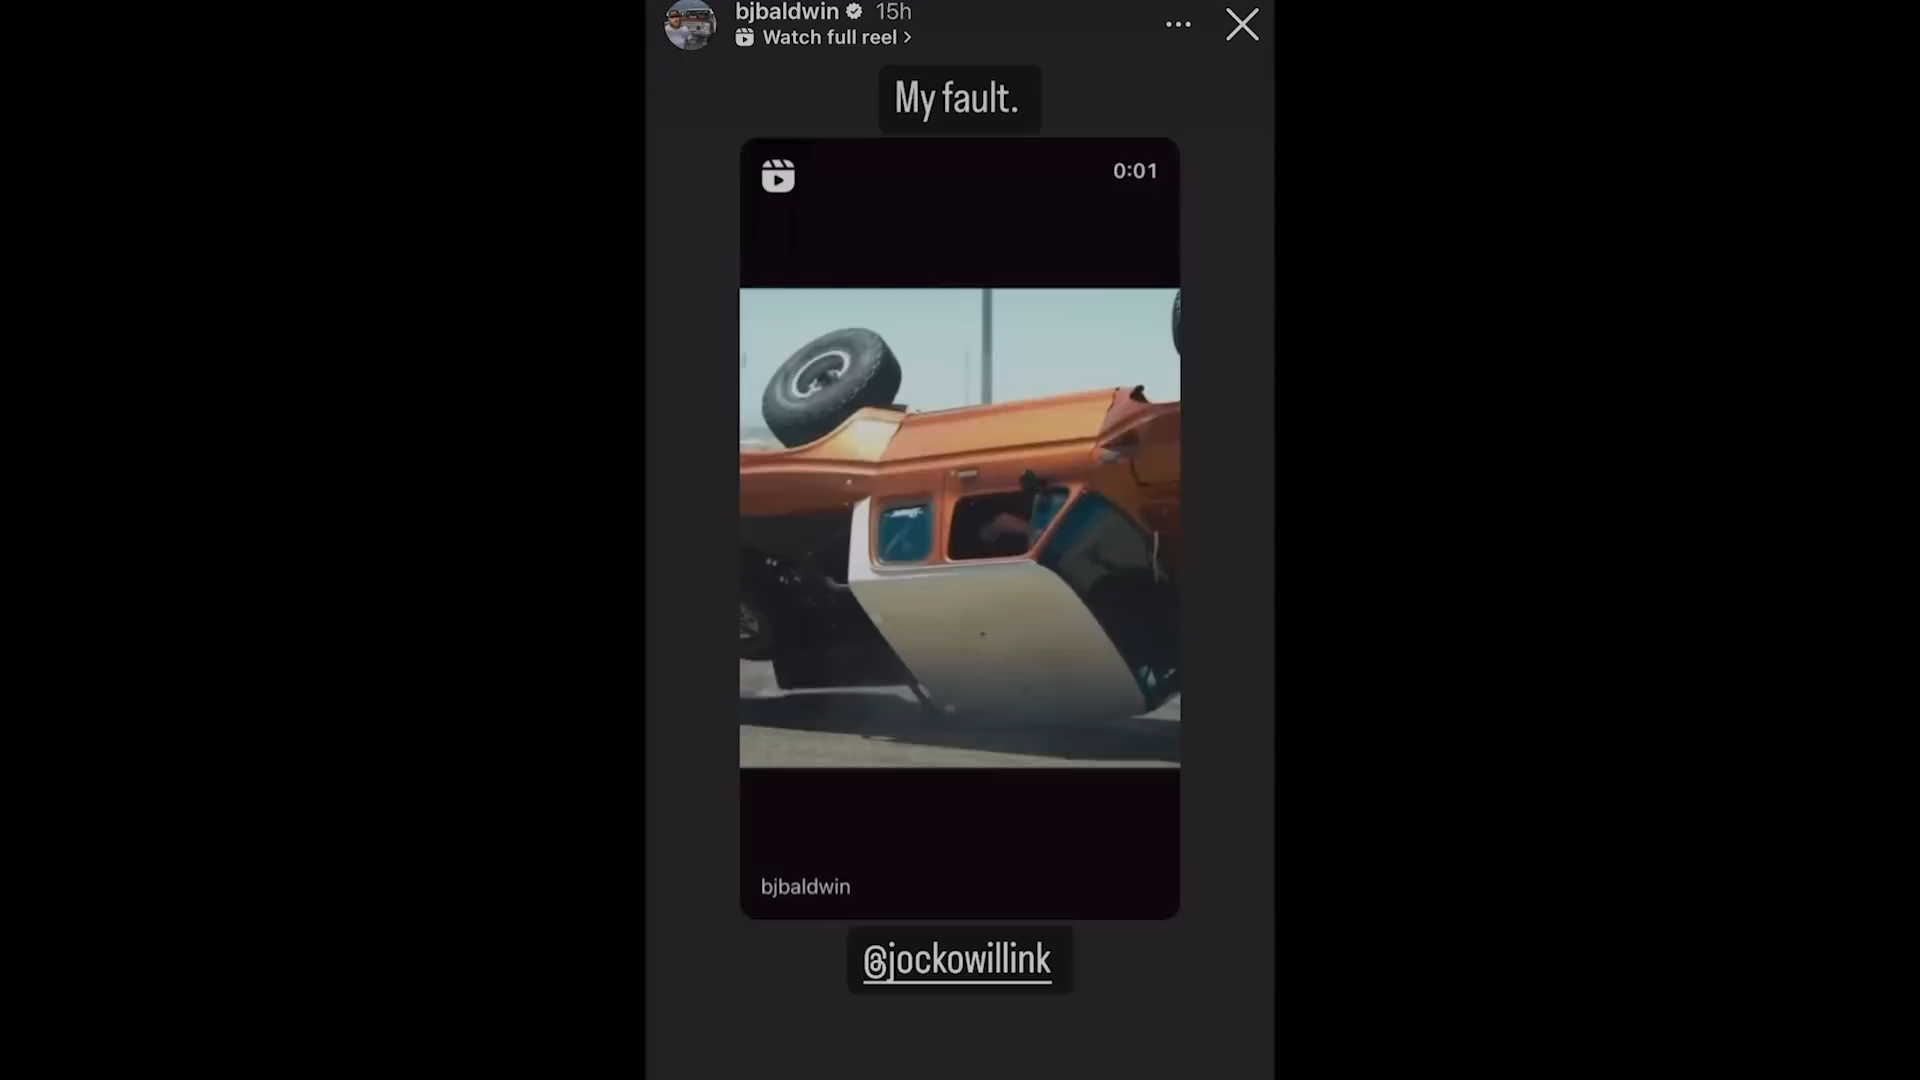 bjbaldwin 15h
Watch full reel >
My fault.
0:01
bjbaldwin
@jockowillink